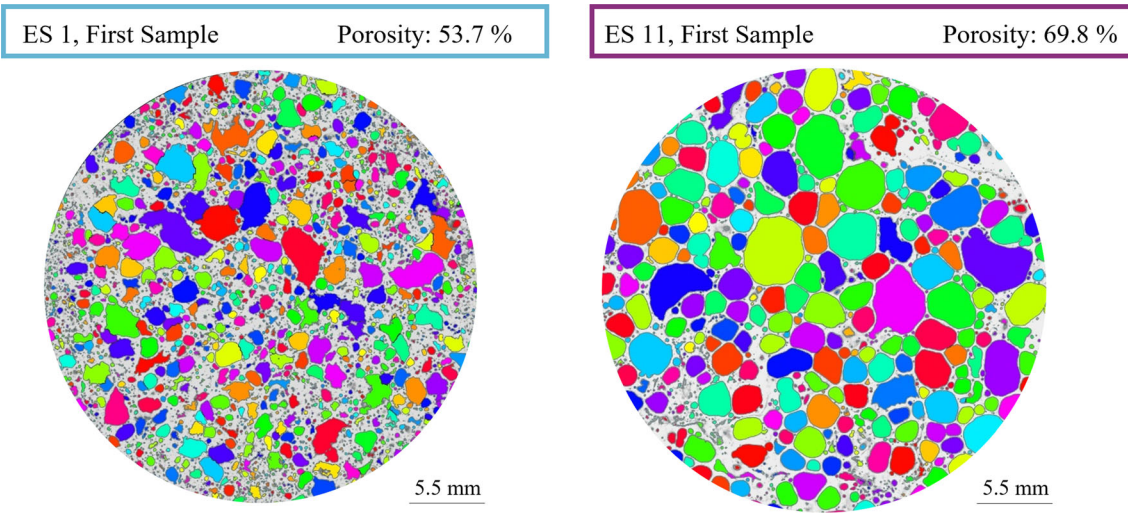 ES 1, First Sample Porosity: 53.7 %
ES 11, First Sample Porosity: 69.8 %
5.5 mm
5.5 mm